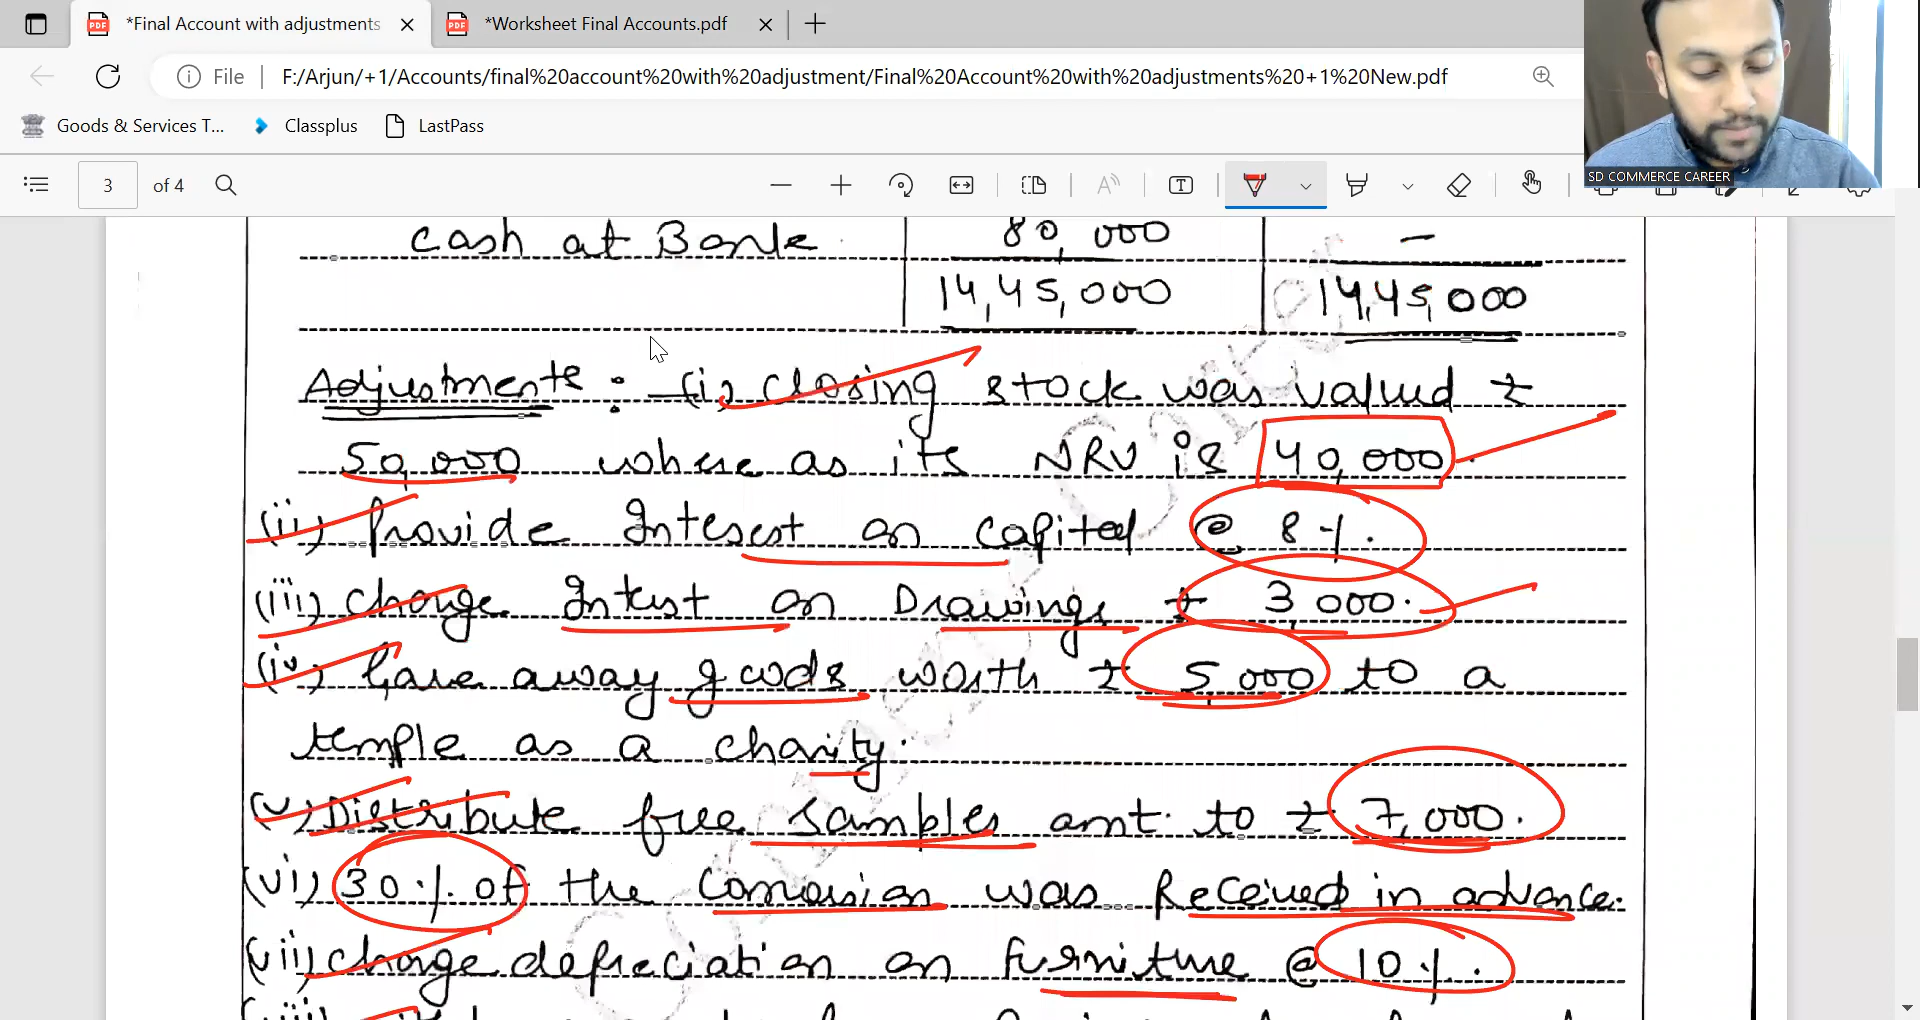 *Final Account with adjustments
*Worksheet Final Accounts.pdf
File
F:/Arjun/+1/Accounts/final%20account%20with%20adjustment/Final%20Account%20with%20adjustments%20+1%20New.pdf
Goods & Services T...
Classplus
LastPass
SD COMMERCE CAREER
3 of 4
Cash at Bank 80,000 -
14,45,000 14,45,000
Adjustments :- (i) Closing stock was valued ₹
50,000 where as its NRV is 40,000.
(ii) Provide Interest on Capital @ 8%.
(iii) Charge Interest on Drawings ₹ 3,000.
(iv) Gave away goods worth ₹ 5,000 to a
temple as a charity.
(v) Distribute free samples amt. to ₹ 7,000.
(vi) 30% of the Commission was Received in advance.
(vii) Charge depreciation on furniture @ 10%.